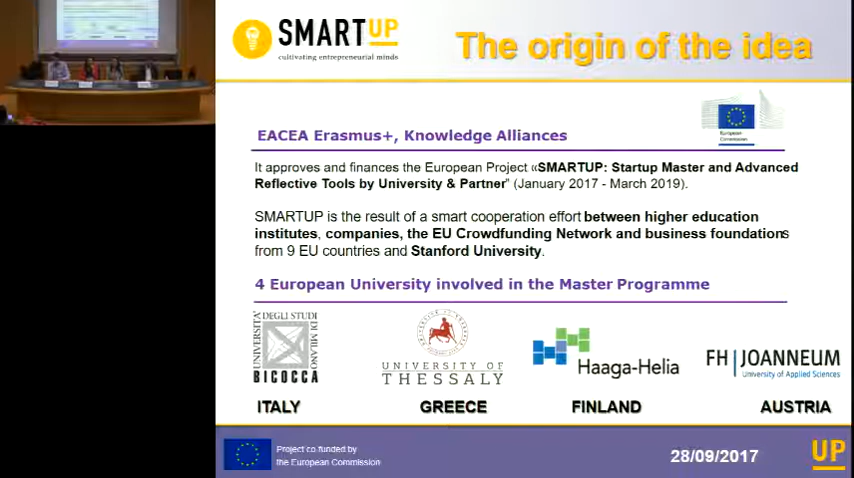 SMARTUP
cultivating entrepreneurial minds
The origin of the idea
European
Commission
EACEA Erasmus+, Knowledge Alliances
It approves and finances the European Project «SMARTUP: Startup Master and Advanced
Reflective Tools by University & Partner" (January 2017 - March 2019).
SMARTUP is the result of a smart cooperation effort between higher education
institutes, companies, the EU Crowdfunding Network and business foundations
from 9 EU countries and Stanford University.
4 European University involved in the Master Programme
UNIVERSITA' DEGLI STUDI DI MILANO
BICOCCA
UNIVERSITY OF
THESSALY
Haaga-Helia
FH JOANNEUM
University of Applied Sciences
ITALY
GREECE
FINLAND
AUSTRIA
Project co-funded by
the European Commission
28/09/2017
UP